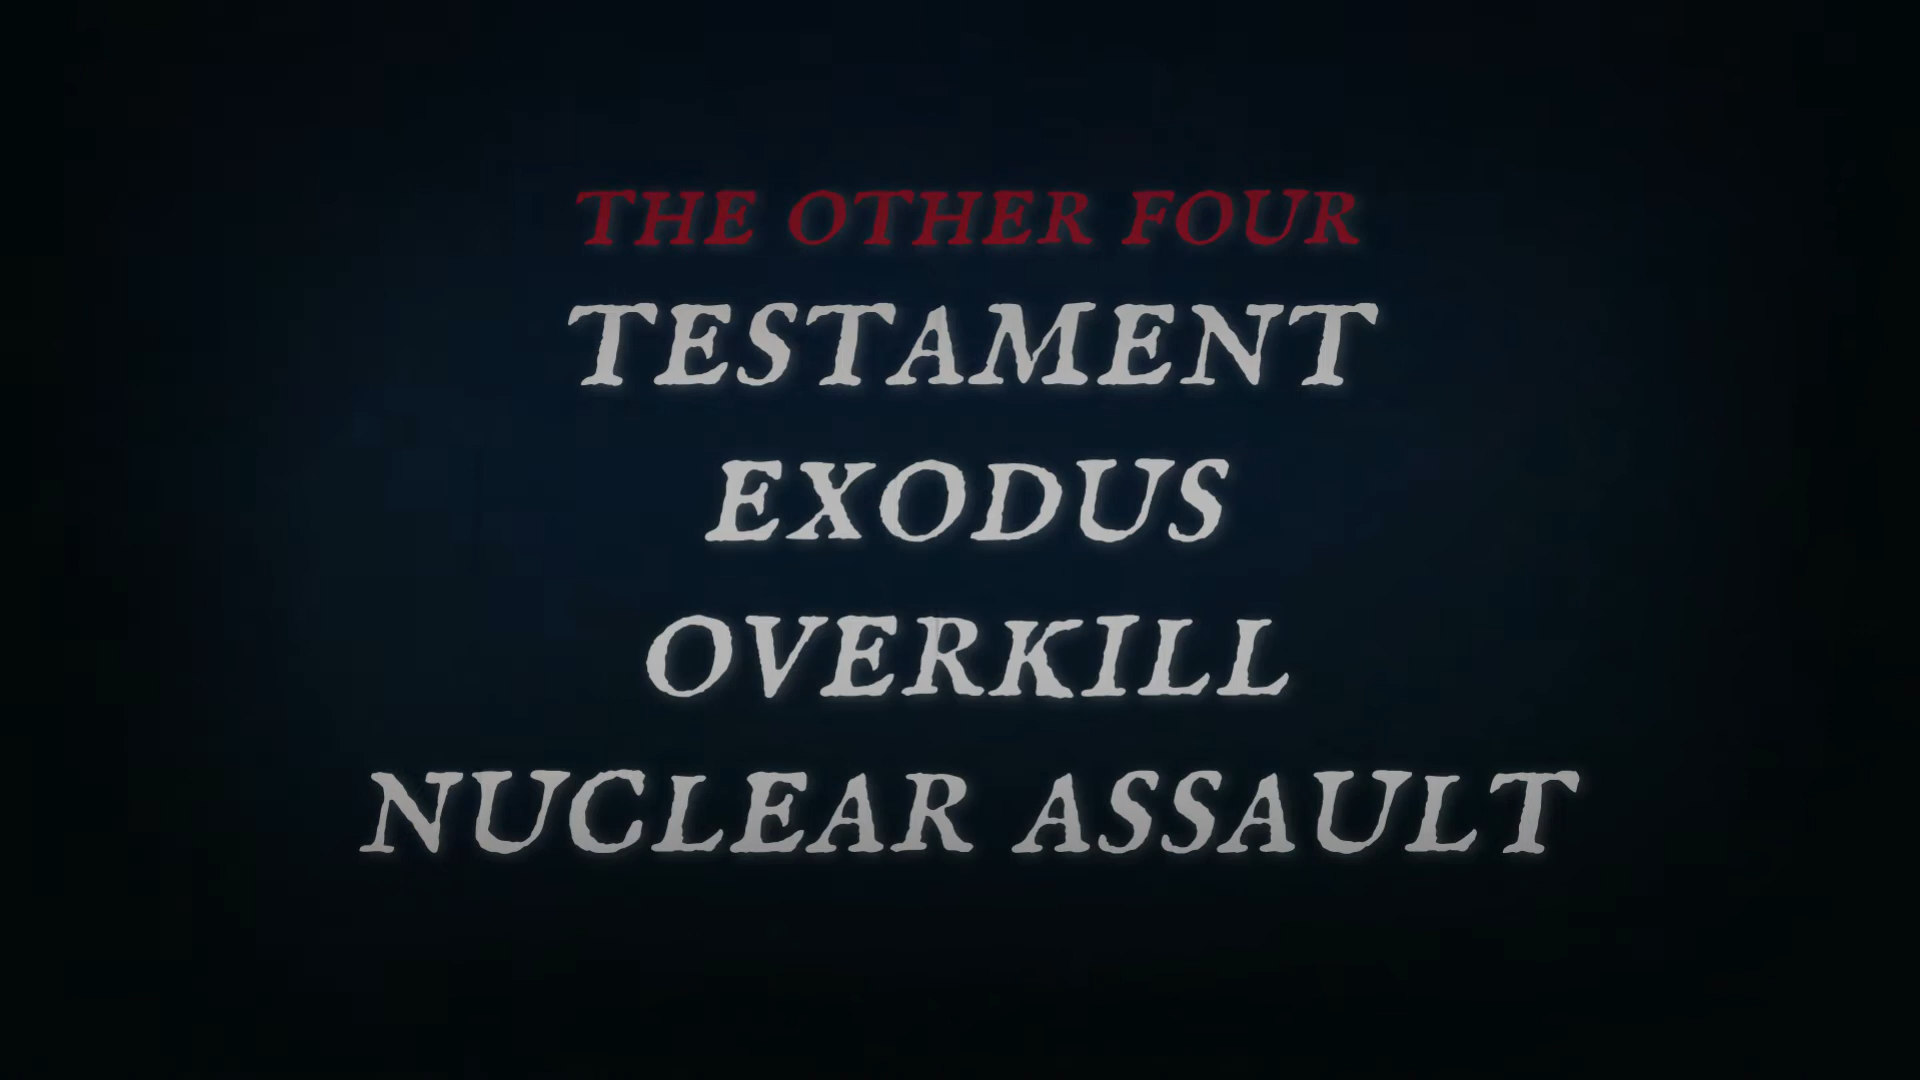 THE OTHER FOUR
TESTAMENT
EXODUS
OVERKILL
NUCLEAR ASSAULT